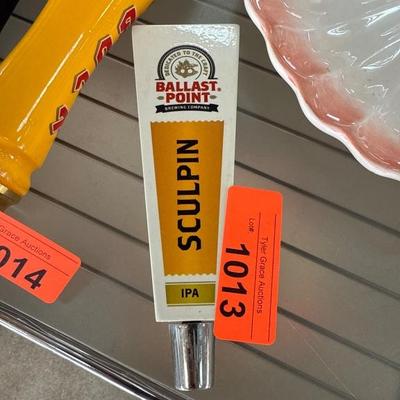 DEDICATED TO THE CRAFT
BALLAST
POINT
BREWING COMPANY
SCULPIN
IPA
Tyler Grace Auctions
Lot#:
1013
Grace Auctions
014